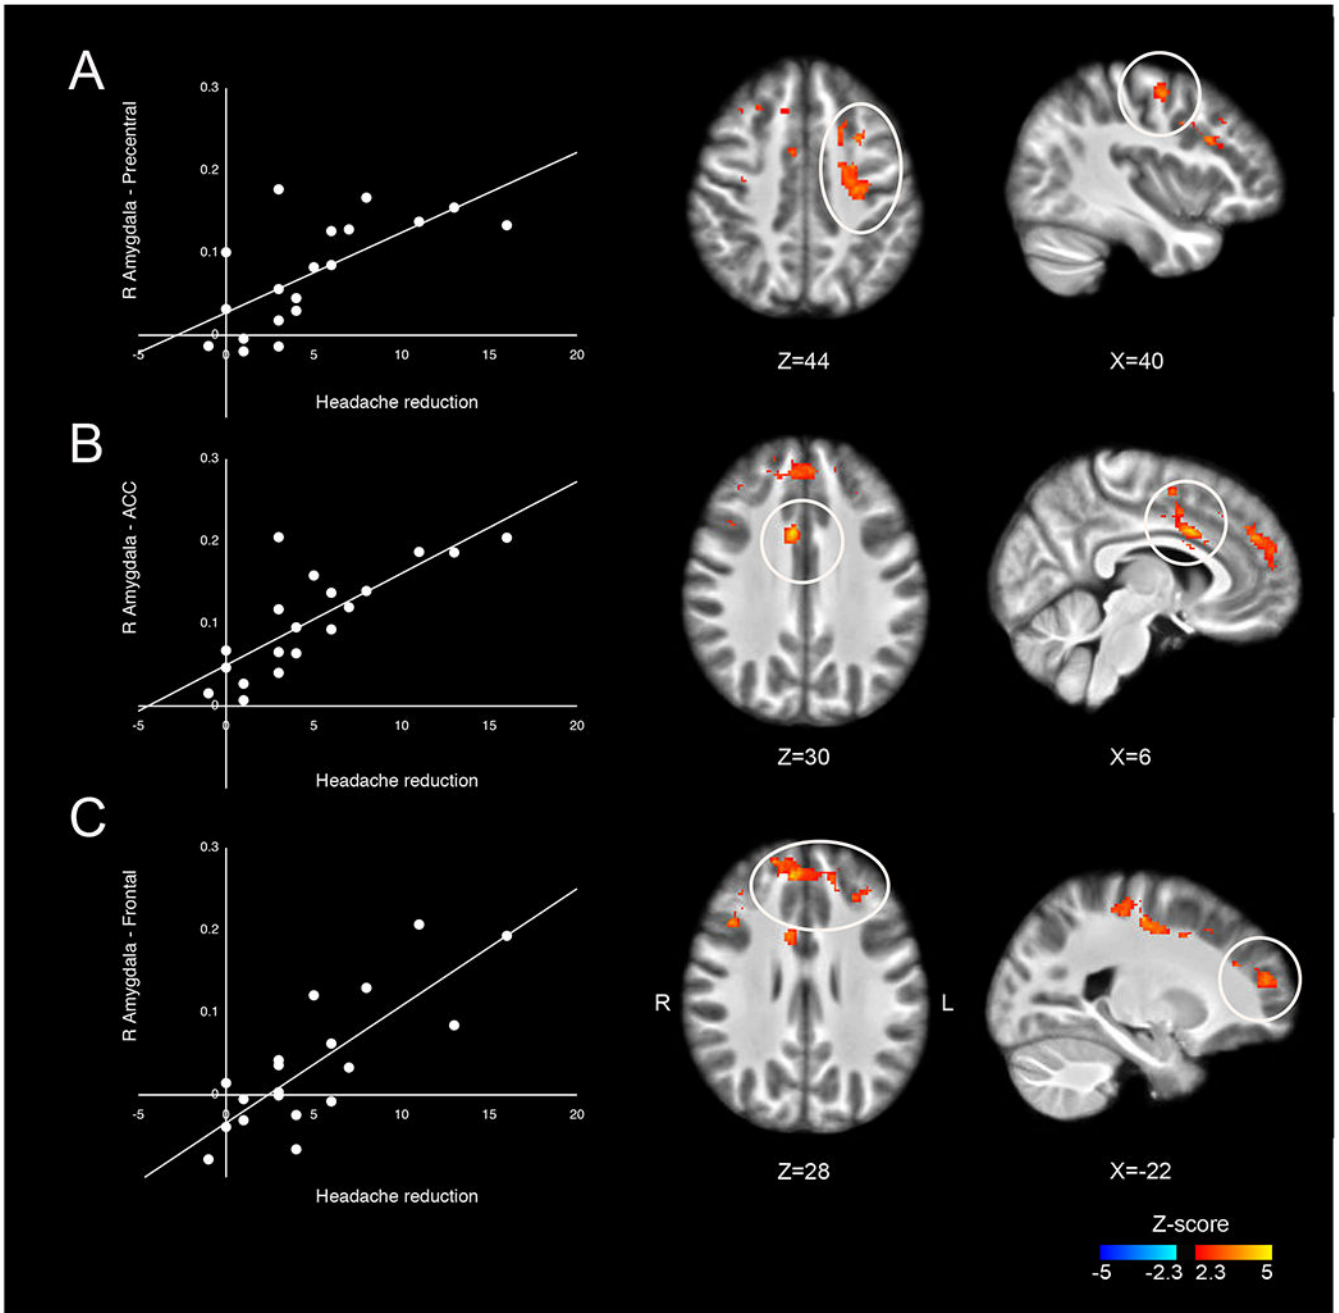 A
R Amygdala - Precentral
0.3
0.2
0.1
0
-5
0
5
10
15
20
Headache reduction
Z=44
X=40
B
R Amygdala - ACC
0.3
0.2
0.1
0
-5
0
5
10
15
20
Headache reduction
Z=30
X=6
C
R Amygdala - Frontal
0.3
0.2
0.1
0
-5
0
5
10
15
20
Headache reduction
R
L
Z=28
X=-22
Z-score
-5 -2.3 2.3 5